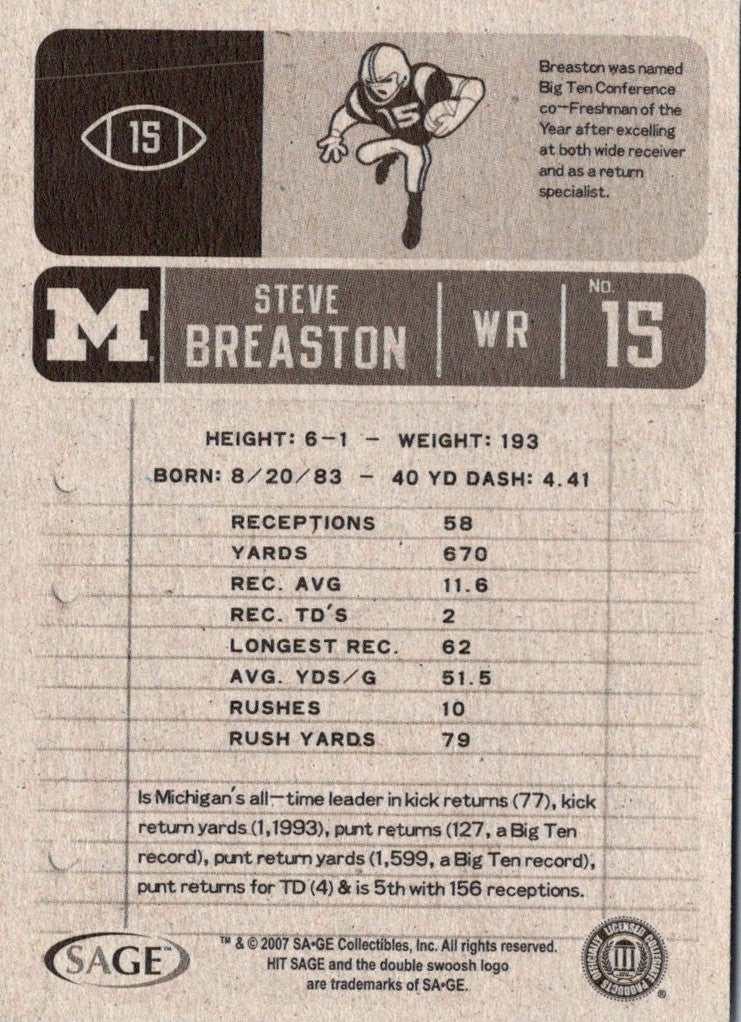 15
15
Breaston was named
Big Ten Conference
co-Freshman of the
Year after excelling
at both wide receiver
and as a return
specialist.
M
STEVE
BREASTON
WR
NO.
15
HEIGHT: 6-1 - WEIGHT: 193
BORN: 8/20/83 - 40 YD DASH: 4.41
RECEPTIONS 58
YARDS 670
REC. AVG 11.6
REC. TD'S 2
LONGEST REC. 62
AVG. YDS/G 51.5
RUSHES 10
RUSH YARDS 79
Is Michigan's all-time leader in kick returns (77), kick
return yards (1,1993), punt returns (127, a Big Ten
record), punt return yards (1,599, a Big Ten record),
punt returns for TD (4) & is 5th with 156 receptions.
SAGE™
™ & © 2007 SA•GE Collectibles, Inc. All rights reserved.
HIT SAGE and the double swoosh logo
are trademarks of SA•GE.
OFFICIALLY LICENSED COLLEGIATE PRODUCTS
®